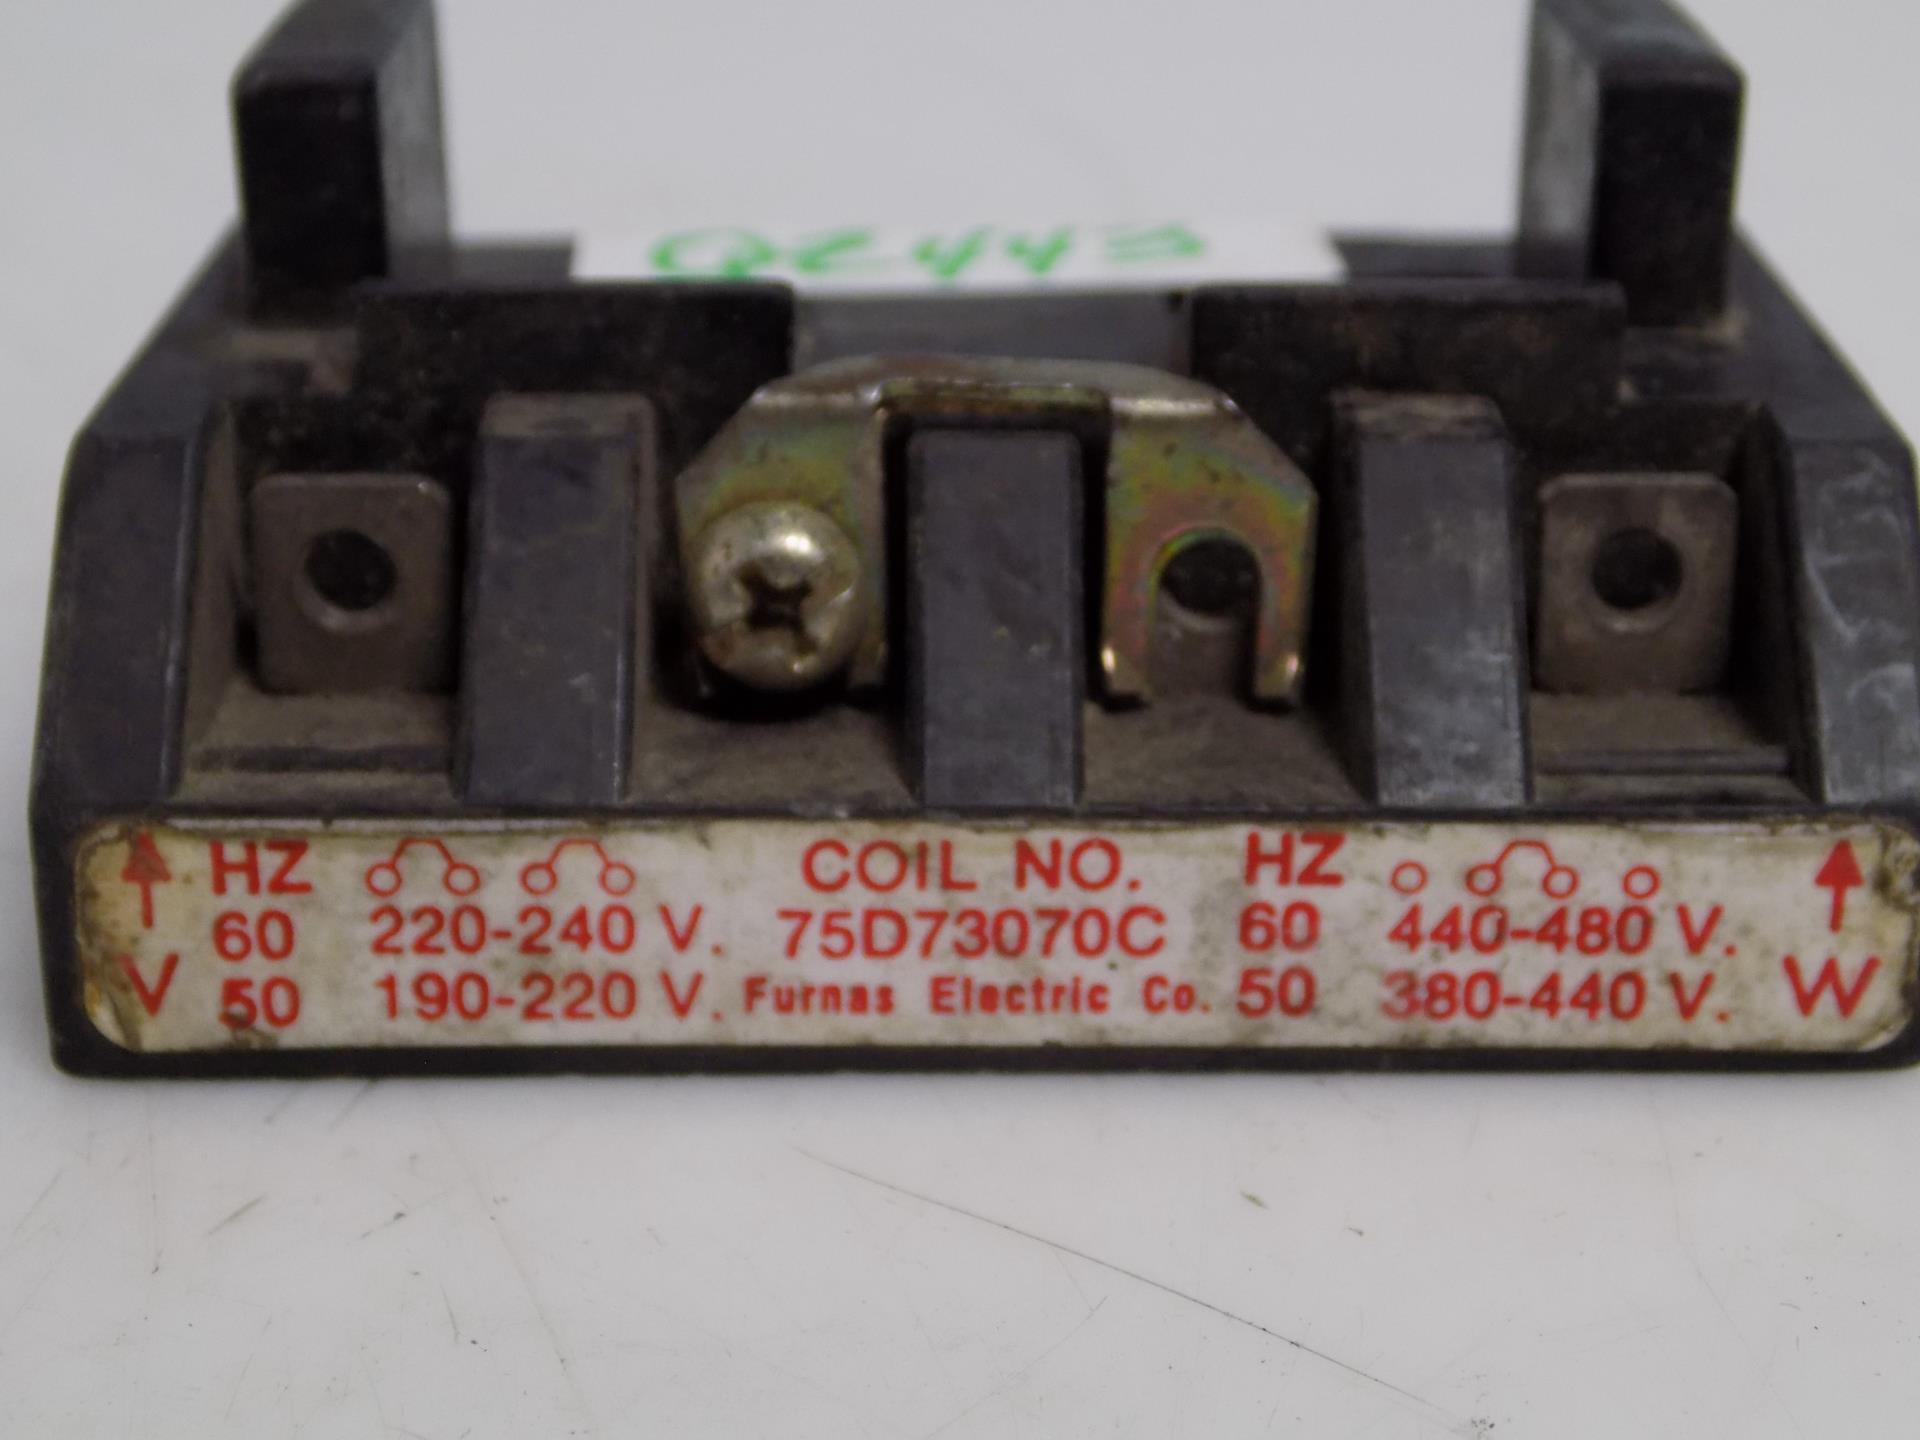 Q2443
HZ COIL NO. HZ
60 220-240 V. 75D73070C 60 440-480 V.
V 50 190-220 V. Furnas Electric Co. 50 380-440 V. W